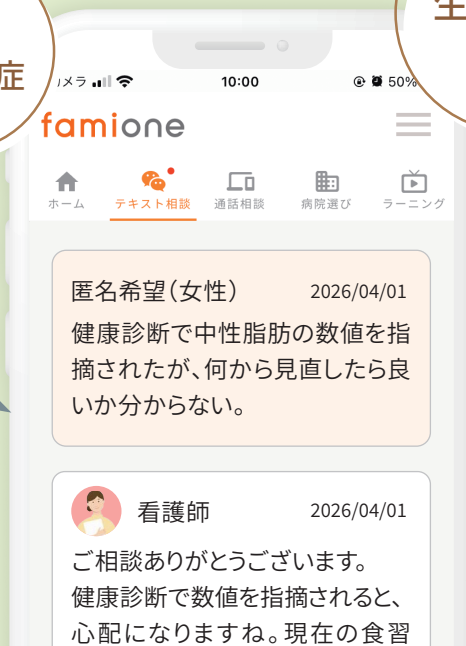 生
症
メラ
10:00
50%
famione
ホーム
テキスト相談
通話相談
病院選び
ラーニング
匿名希望（女性） 2026/04/01
健康診断で中性脂肪の数値を指
摘されたが、何から見直したら良
いか分からない。
看護師 2026/04/01
ご相談ありがとうございます。
健康診断で数値を指摘されると、
心配になりますね。現在の食習